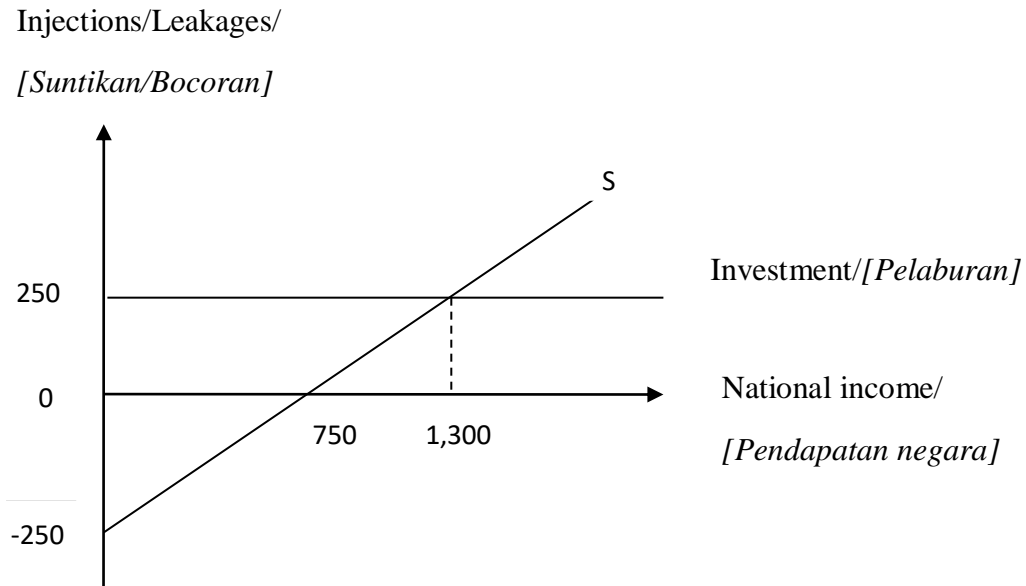 Injections/Leakages/
[Suntikan/Bocoran]
S
Investment/[Pelaburan]
250
National income/
0
750 1,300
[Pendapatan negara]
-250